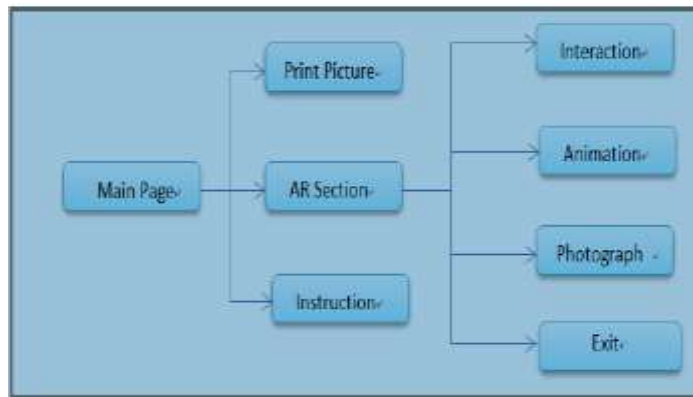 Main Page
Print Picture
AR Section
Instruction
Interaction
Animation
Photograph
Exit